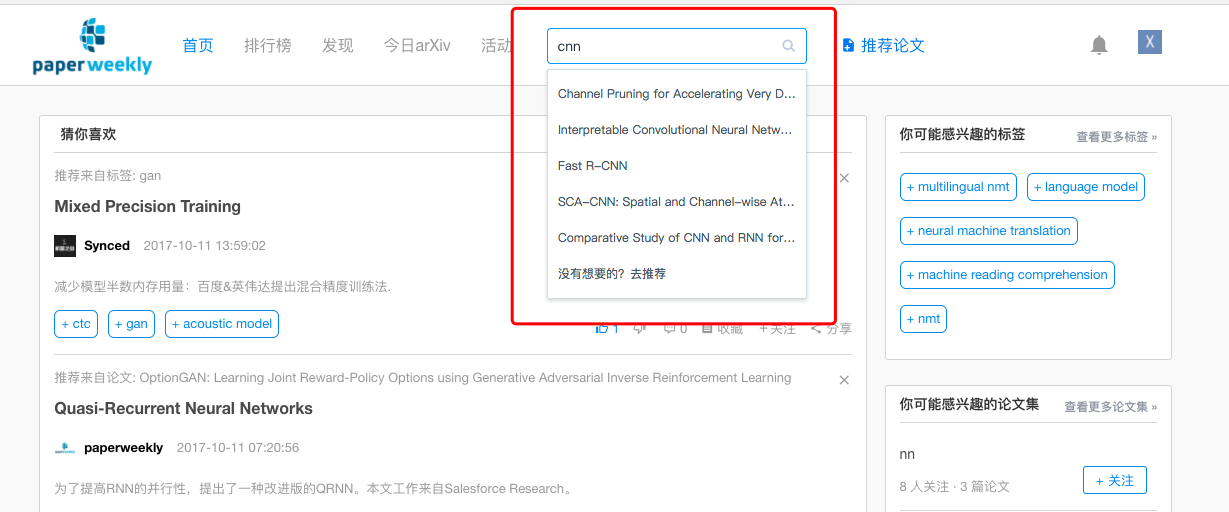 paperweekly
首页 排行榜 发现 今日arXiv 活动
cnn
推荐论文
X
Channel Pruning for Accelerating Very D...
Interpretable Convolutional Neural Netw...
Fast R-CNN
SCA-CNN: Spatial and Channel-wise At...
Comparative Study of CNN and RNN for...
没有想要的？去推荐
猜你喜欢
推荐来自标签: gan
Mixed Precision Training
Synced 2017-10-11 13:59:02
减少模型半数内存用量：百度&英伟达提出混合精度训练法.
+ ctc + gan + acoustic model
1 0 收藏 +关注 分享
推荐来自论文: OptionGAN: Learning Joint Reward-Policy Options using Generative Adversarial Inverse Reinforcement Learning
Quasi-Recurrent Neural Networks
paperweekly 2017-10-11 07:20:56
为了提高RNN的并行性，提出了一种改进版的QRNN。本文工作来自Salesforce Research。
你可能感兴趣的标签 查看更多标签 »
+ multilingual nmt + language model
+ neural machine translation
+ machine reading comprehension
+ nmt
你可能感兴趣的论文集 查看更多论文集 »
nn
8 人关注 · 3 篇论文
+ 关注